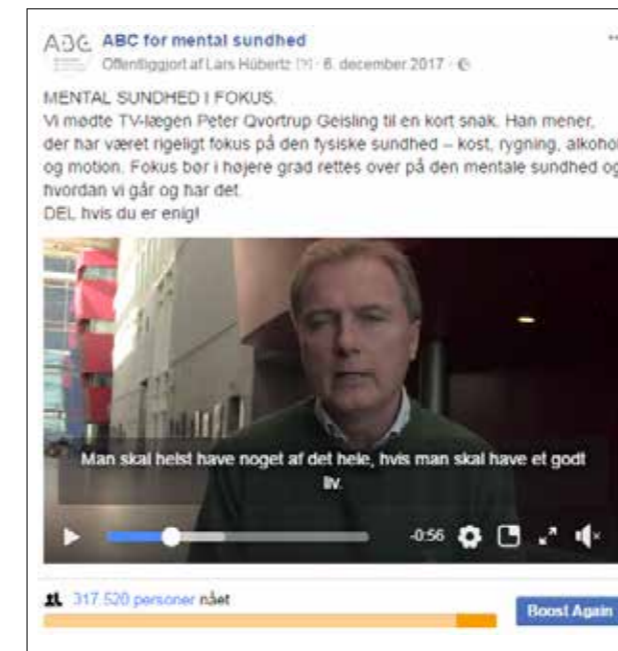 ABC ABC for mental sundhed
Offentliggjort af Lars Hübertz [?] · 6. december 2017 ·
MENTAL SUNDHED I FOKUS.
Vi mødte TV-lægen Peter Qvortrup Geisling til en kort snak. Han mener,
der har været rigeligt fokus på den fysiske sundhed – kost, rygning, alkohol
og motion. Fokus bør i højere grad rettes over på den mentale sundhed og
hvordan vi går og har det.
DEL hvis du er enig!
Man skal helst have noget af det hele, hvis man skal have et godt
liv.
-0:56
317.520 personer nået
Boost Again